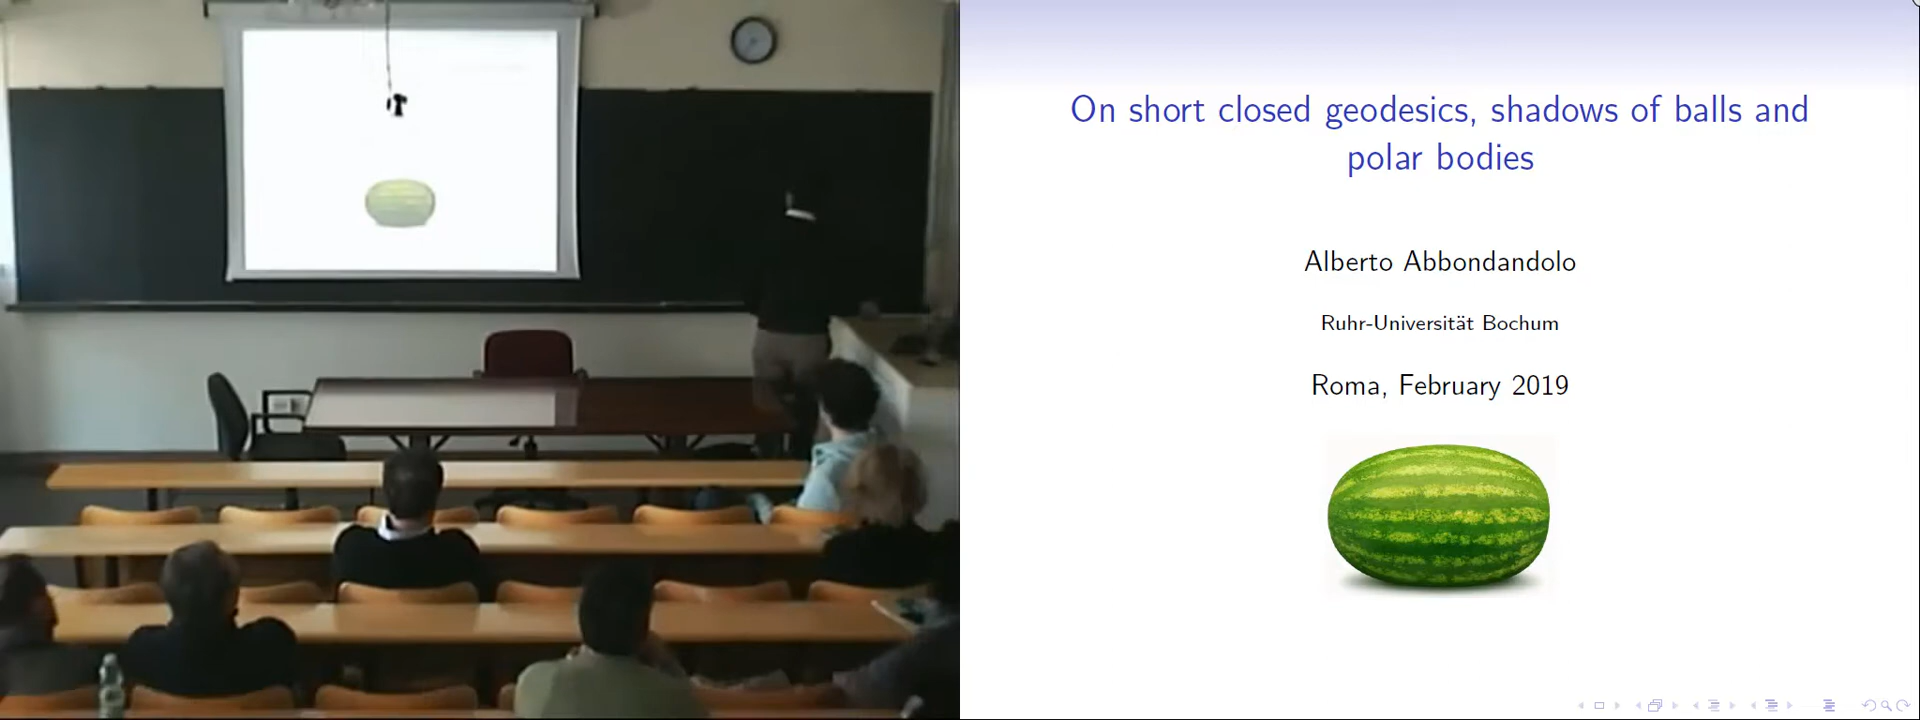 On short closed geodesics, shadows of balls and
polar bodies
Alberto Abbondandolo
Ruhr-Universität Bochum
Roma, February 2019